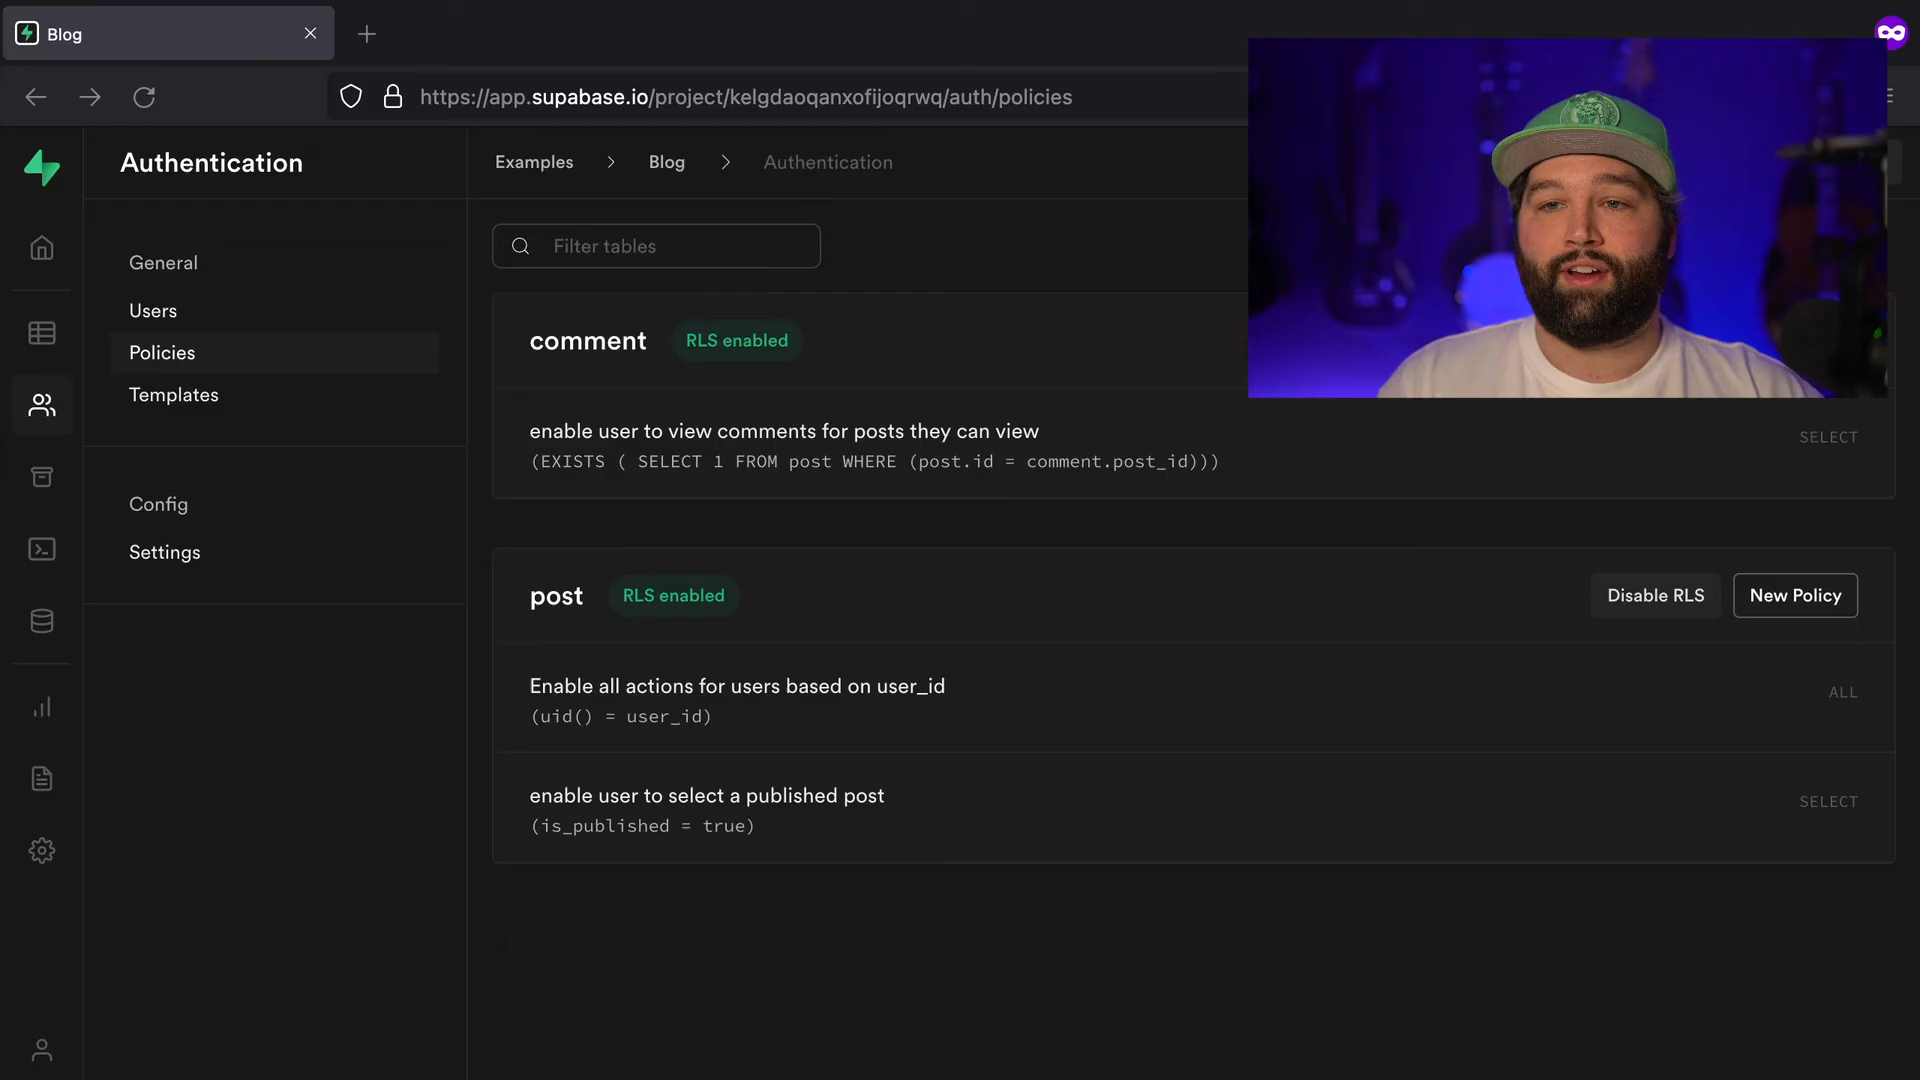 Blog
https://app.supabase.io/project/kelgdaoqanxofijoqrwq/auth/policies
Authentication
Examples > Blog > Authentication
General
Users
Policies
Templates
Config
Settings
Filter tables
comment RLS enabled
enable user to view comments for posts they can view
SELECT
(EXISTS ( SELECT 1 FROM post WHERE (post.id = comment.post_id)))
post RLS enabled Disable RLS New Policy
Enable all actions for users based on user_id
ALL
(uid() = user_id)
enable user to select a published post
SELECT
(is_published = true)